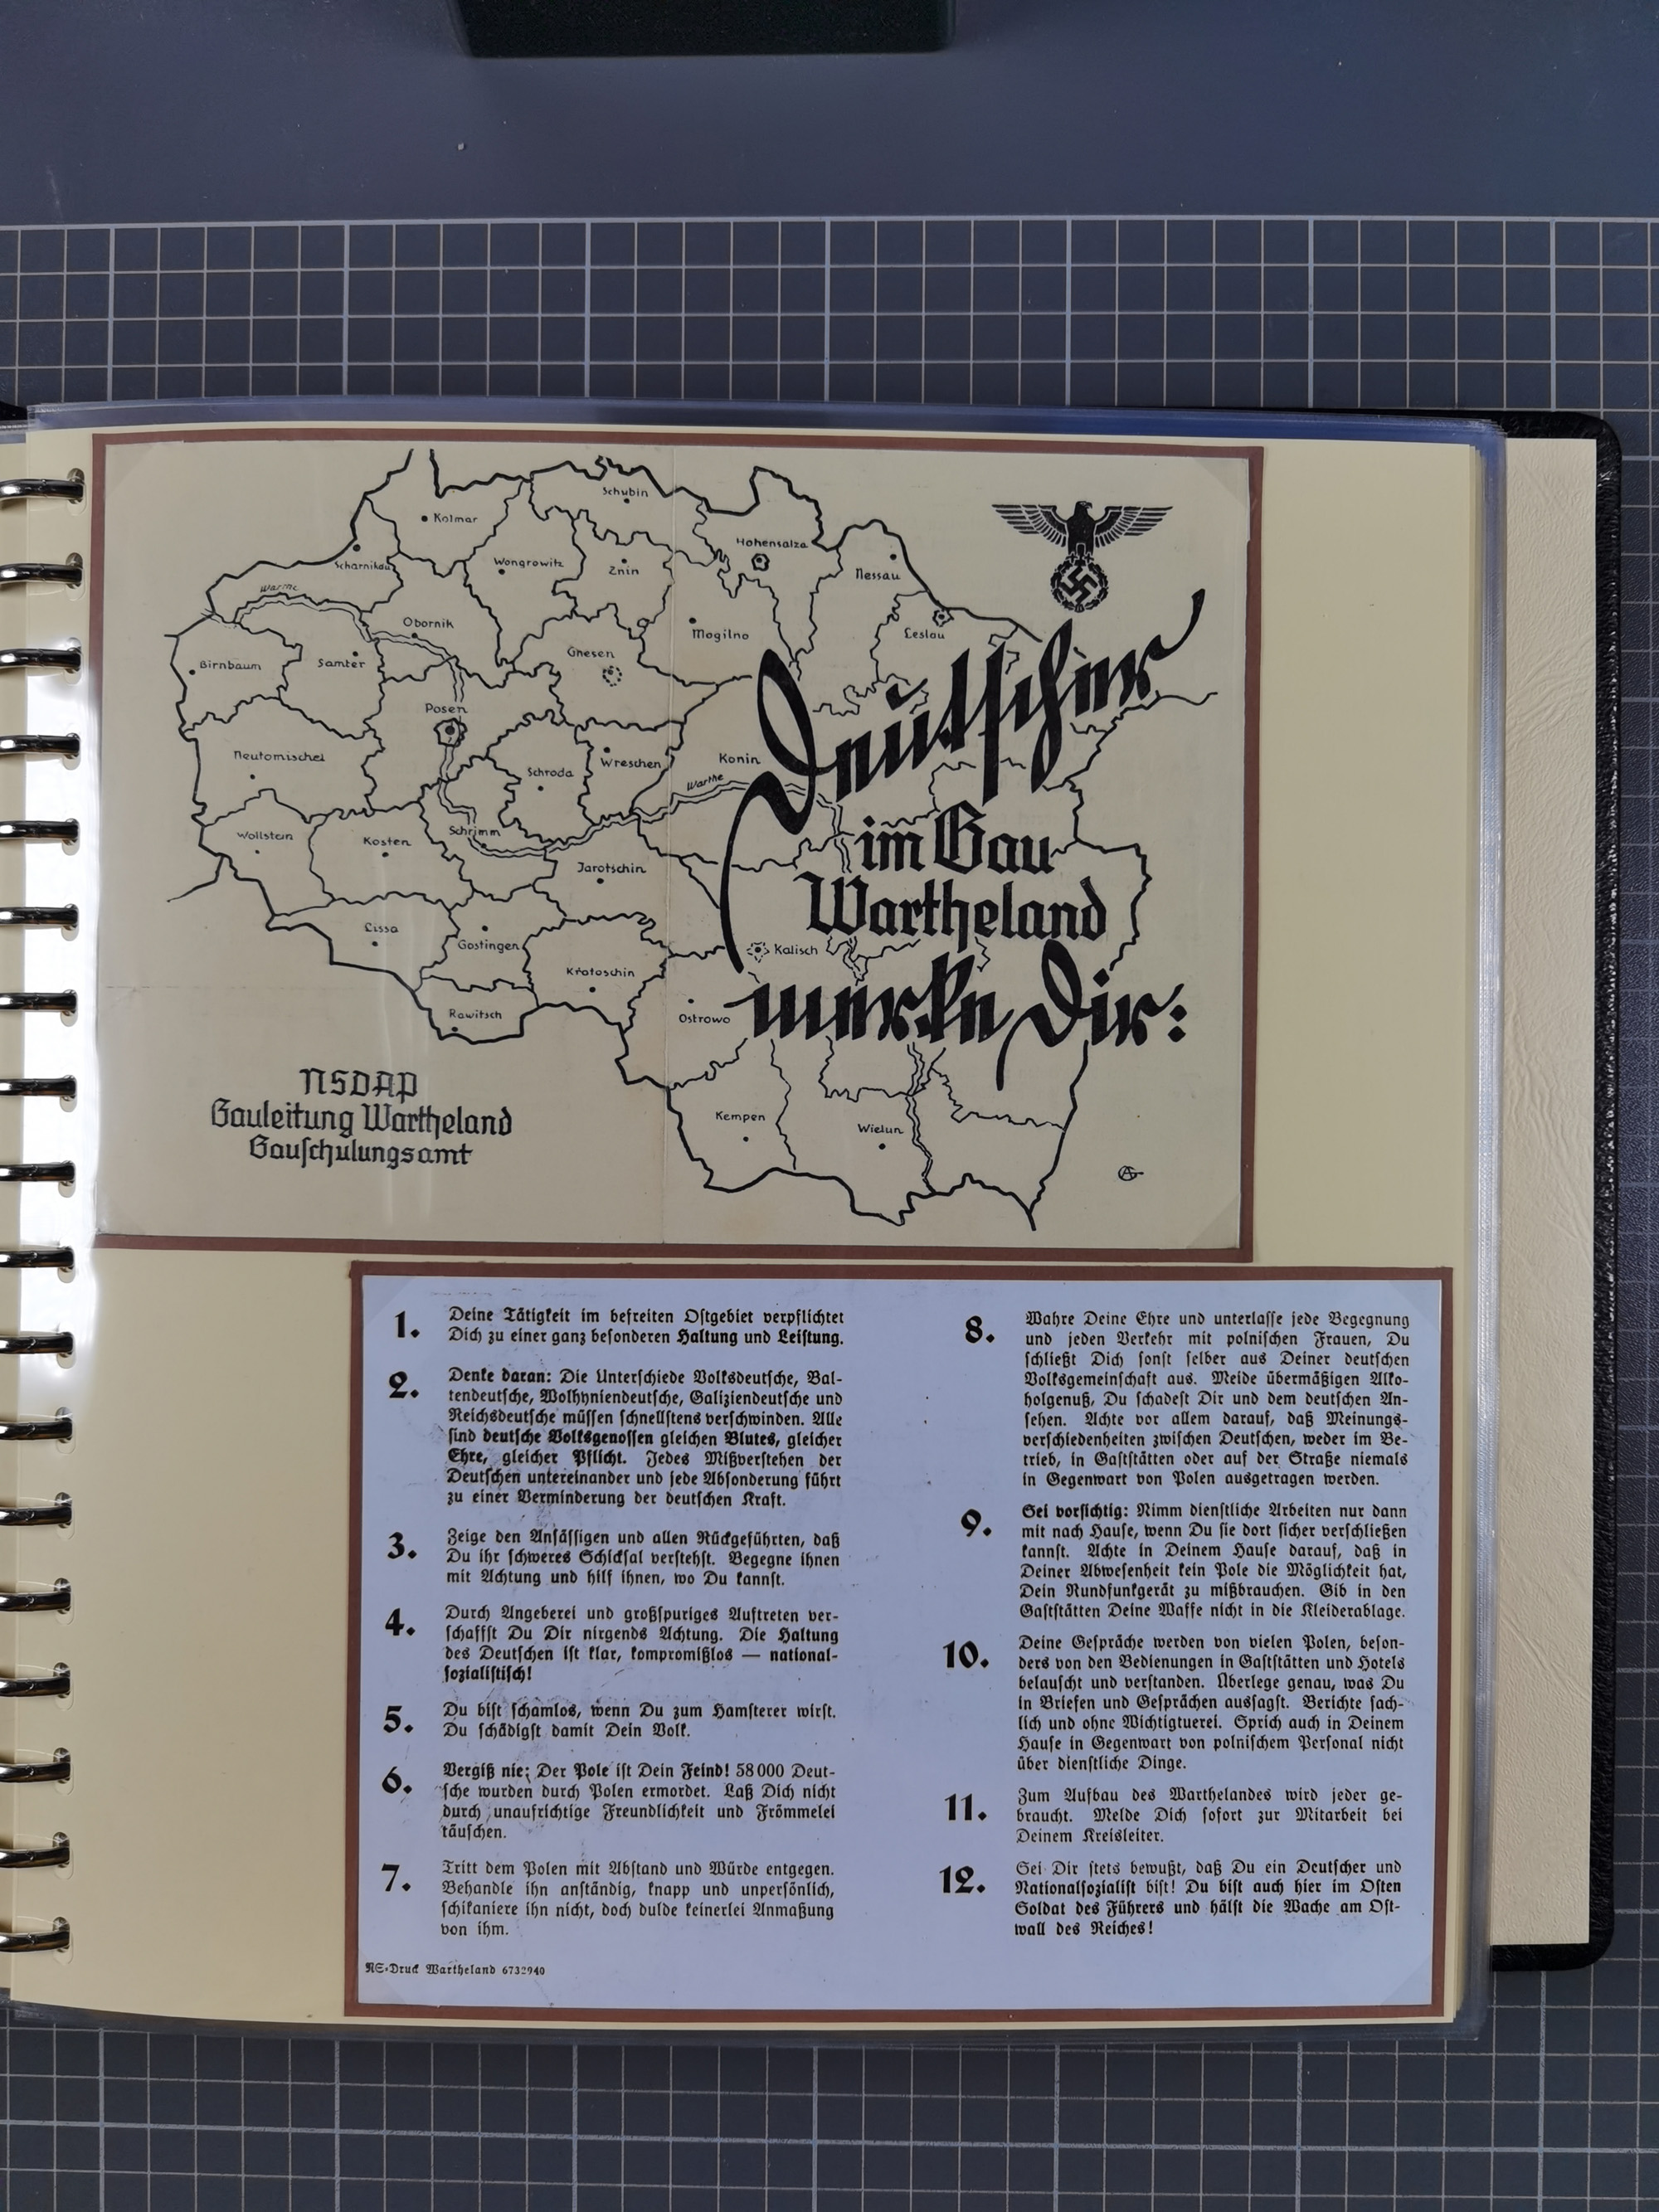 Schubin
Kolmar
Hohensalza
Scharnikau
Wongrowitz
Znin
Nessau
Warthe
Obornik
Mogilno
Leslau
Birnbaum
Samter
Gnesen
Deutscher
Posen
Neutomischel
Schroda
Wreschen
Konin
Warthe
Wollstein
Kosten
Schrimm
im Gau
Jarotschin
Wartheland
Lissa
Gostingen
Kalisch
Krotoschin
merke Dir:
Rawitsch
Ostrowo
NSDAP
Gauleitung Wartheland
Gauſchulungsamt
Kempen
Wielun
1. Deine Tätigkeit im befreiten Oſtgebiet verpflichtet
Dich zu einer ganz beſonderen Haltung und Leiſtung.
2. Denke daran: Die Unterſchiede Volksdeutſche, Bal-
tendeutſche, Wolhyniendeutſche, Galiziendeutſche und
Reichsdeutſche müſſen ſchnellſtens verſchwinden. Alle
ſind deutſche Volksgenoſſen gleichen Blutes, gleicher
Ehre, gleicher Pflicht. Jedes Mißverſtehen der
Deutſchen untereinander und jede Abſonderung führt
zu einer Verminderung der deutſchen Kraft.
3. Zeige den Anſäſſigen und allen Rückgeführten, daß
Du ihr ſchweres Schickſal verſtehſt. Begegne ihnen
mit Achtung und hilf ihnen, wo Du kannſt.
4. Durch Angeberei und großſpuriges Auftreten ver-
ſchaffſt Du Dir nirgends Achtung. Die Haltung
des Deutſchen iſt klar, kompromißlos — national-
ſozialiſtiſch!
5. Du biſt ſchamlos, wenn Du zum Hamſterer wirſt.
Du ſchädigſt damit Dein Volk.
6. Vergiß nie: Der Pole iſt Dein Feind! 58 000 Deut-
ſche wurden durch Polen ermordet. Laß Dich nicht
durch unaufrichtige Freundlichkeit und Frömmelei
täuſchen.
7. Tritt dem Polen mit Abſtand und Würde entgegen.
Behandle ihn anſtändig, knapp und unperſönlich,
ſchikaniere ihn nicht, doch dulde keinerlei Anmaßung
von ihm.
NS-Druck Wartheland 6732940
8. Wahre Deine Ehre und unterlaſſe jede Begegnung
und jeden Verkehr mit polniſchen Frauen, Du
ſchließt Dich ſonſt ſelber aus Deiner deutſchen
Volksgemeinſchaft aus. Meide übermäßigen Alko-
holgenuß, Du ſchadeſt Dir und dem deutſchen An-
ſehen. Achte vor allem darauf, daß Meinungs-
verſchiedenheiten zwiſchen Deutſchen, weder im Be-
trieb, in Gaſtſtätten oder auf der Straße niemals
in Gegenwart von Polen ausgetragen werden.
9. Sei vorſichtig: Nimm dienſtliche Arbeiten nur dann
mit nach Hauſe, wenn Du ſie dort ſicher verſchließen
kannſt. Achte in Deinem Hauſe darauf, daß in
Deiner Abweſenheit kein Pole die Möglichkeit hat,
Dein Rundfunkgerät zu mißbrauchen. Gib in den
Gaſtſtätten Deine Waffe nicht in die Kleiderablage.
10. Deine Geſpräche werden von vielen Polen, beſon-
ders von den Bedienungen in Gaſtſtätten und Hotels
belauſcht und verſtanden. Überlege genau, was Du
in Briefen und Geſprächen ausſagſt. Berichte ſach-
lich und ohne Wichtigtuerei. Sprich auch in Deinem
Hauſe in Gegenwart von polniſchem Perſonal nicht
über dienſtliche Dinge.
11. Zum Aufbau des Warthelandes wird jeder ge-
braucht. Melde Dich ſofort zur Mitarbeit bei
Deinem Kreisleiter.
12. Sei Dir ſtets bewußt, daß Du ein Deutſcher und
Nationalſozialiſt biſt! Du biſt auch hier im Oſten
Soldat des Führers und hälſt die Wache am Oſt-
wall des Reiches!